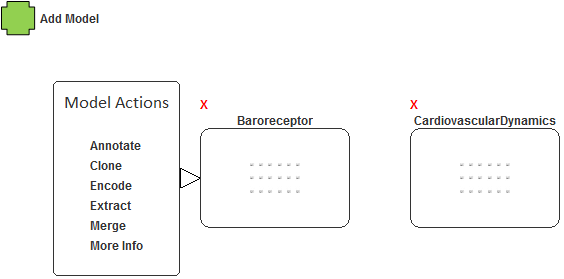 Add Model
Model Actions
Annotate
Clone
Encode
Extract
Merge
More Info
X
Baroreceptor
X
CardiovascularDynamics